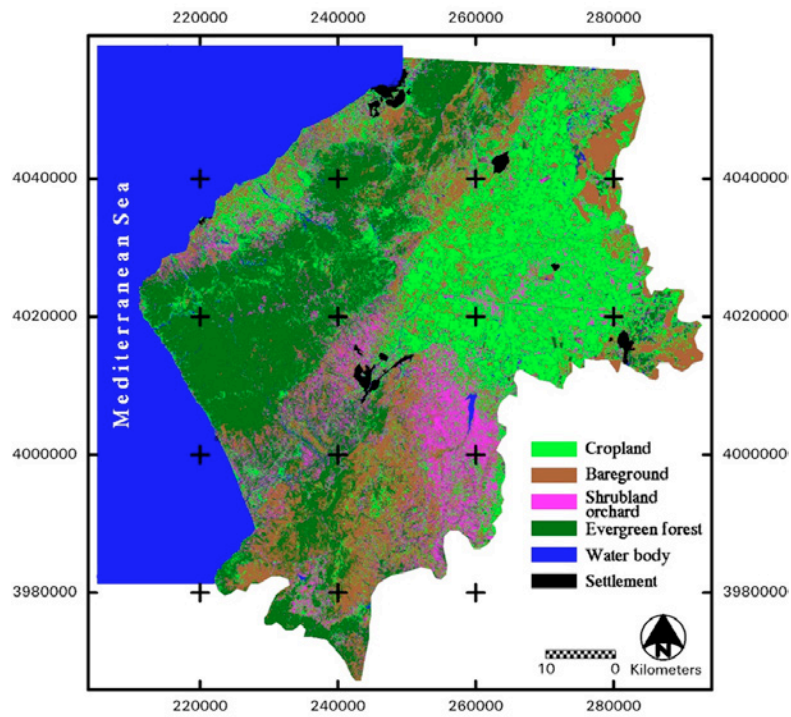 220000 240000 260000 280000
4040000 4040000
4020000 4020000
4000000 4000000
3980000 3980000
Mediterranean Sea
Cropland
Bareground
Shrubland
orchard
Evergreen forest
Water body
Settlement
N
10 0 Kilometers
220000 240000 260000 280000